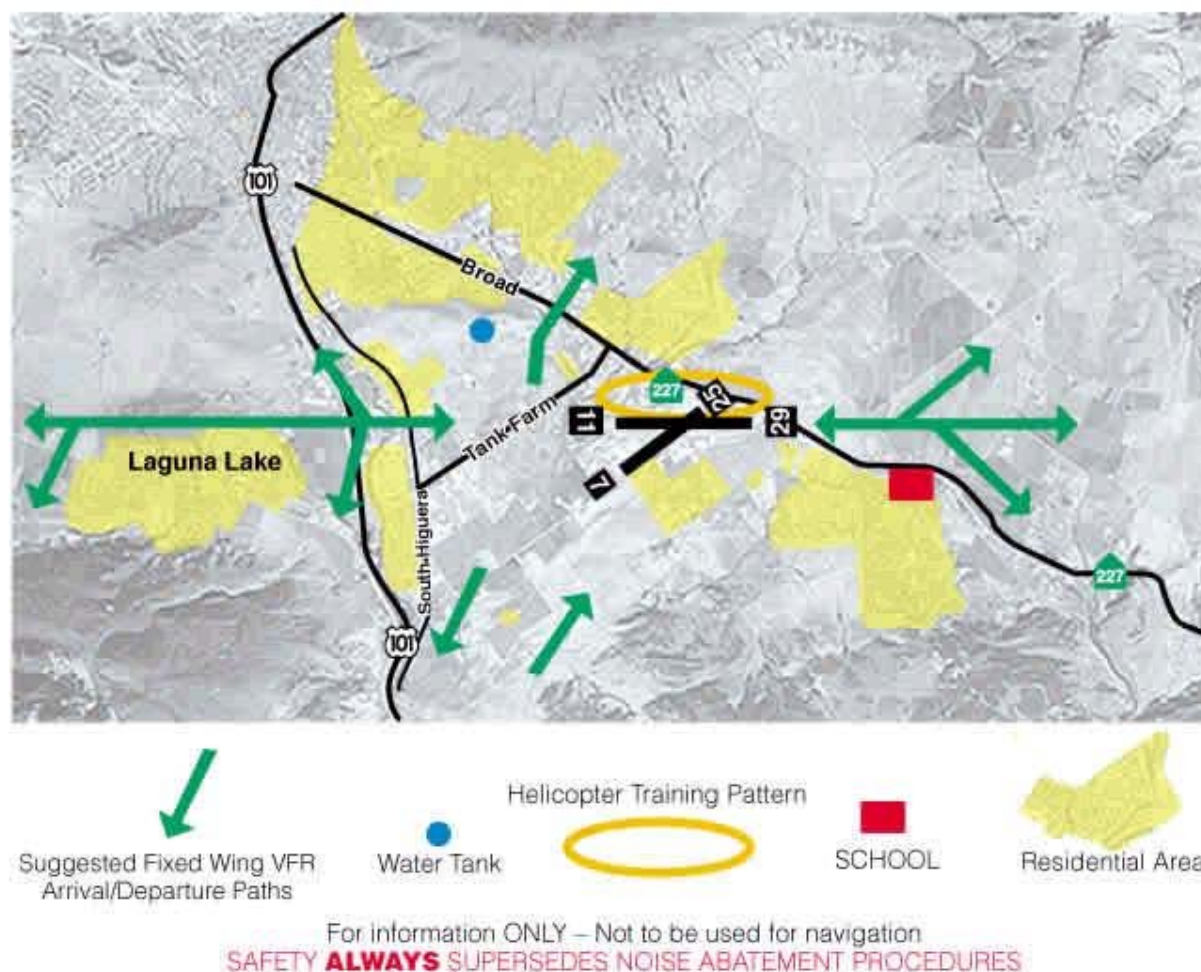 101
Broad
227
25
11
29
Tank Farm
Laguna Lake
7
South Higuera
227
101
Helicopter Training Pattern
Suggested Fixed Wing VFR
Arrival/Departure Paths
Water Tank
SCHOOL
Residential Area
For information ONLY – Not to be used for navigation
SAFETY ALWAYS SUPERSEDES NOISE ABATEMENT PROCEDURES